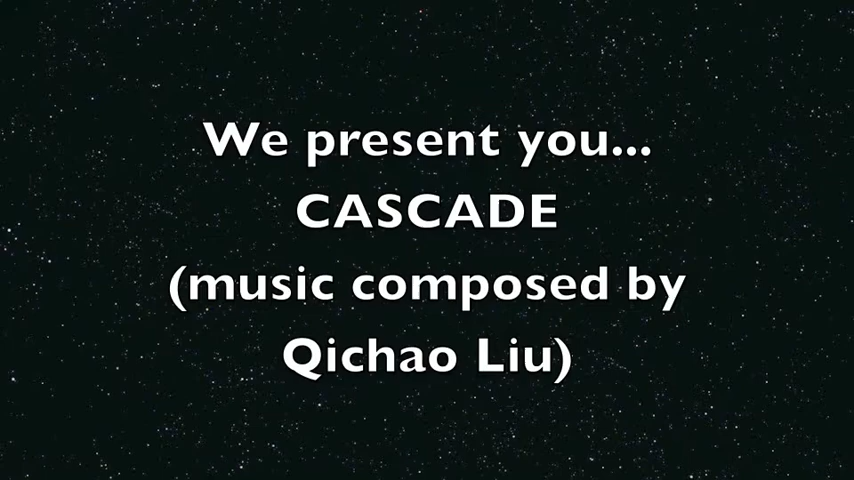 We present you...
CASCADE
(music composed by
Qichao Liu)